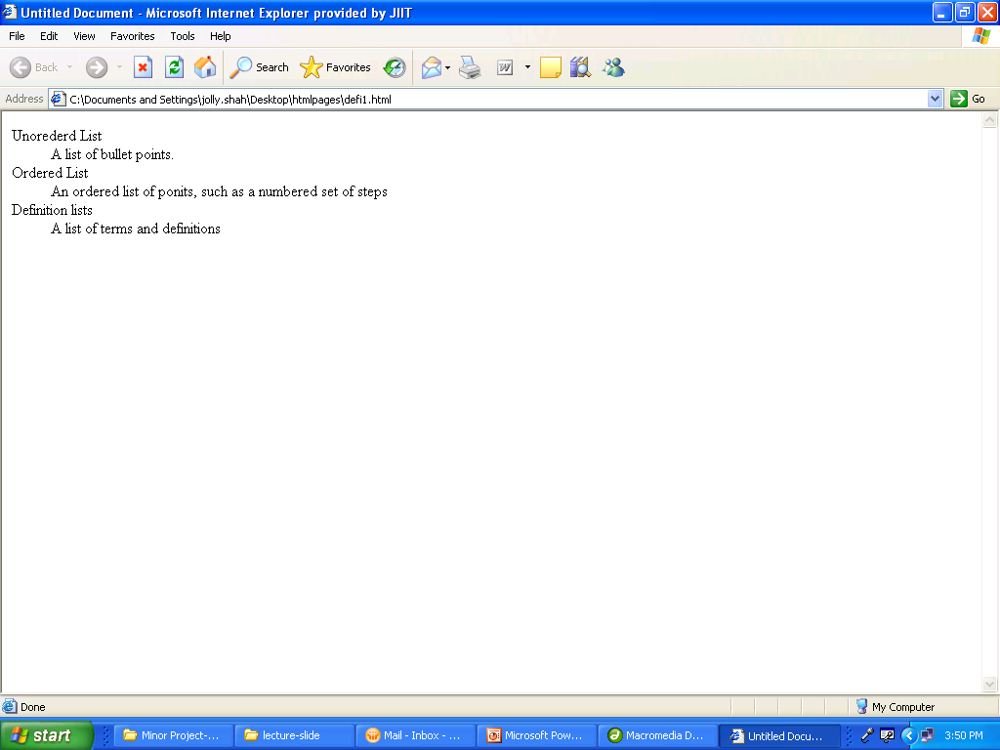 Untitled Document - Microsoft Internet Explorer provided by JIIT
File Edit View Favorites Tools Help
Back Search Favorites W
Address C:\Documents and Settings\jolly.shah\Desktop\htmlpages\defi1.html Go
Unorederd List
A list of bullet points.
Ordered List
An ordered list of ponits, such as a numbered set of steps
Definition lists
A list of terms and definitions
Done My Computer
start Minor Project-... lecture-slide Mail - Inbox - ... Microsoft Pow... Macromedia D... Untitled Docu... 3:50 PM